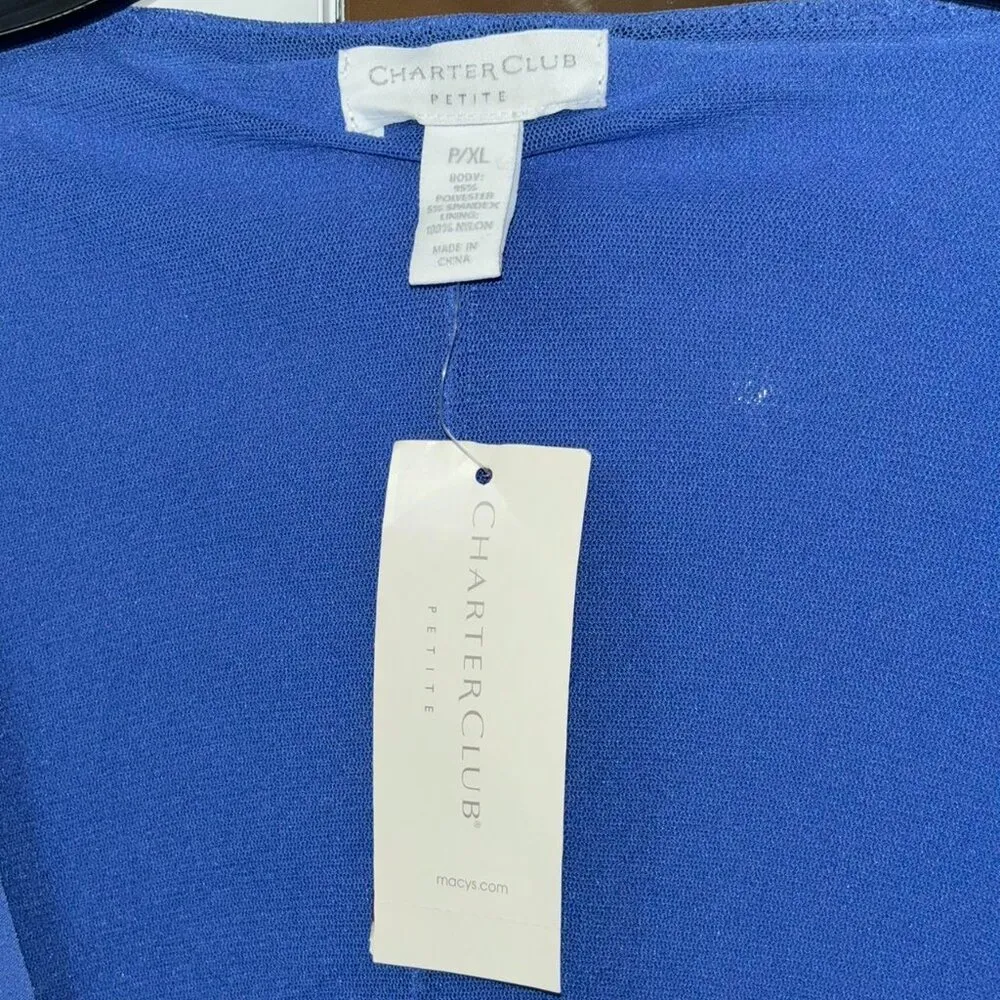 CHARTER CLUB
PETITE
P/XL
BODY:
95%
POLYESTER
5% SPANDEX
LINING:
100% NYLON
MADE IN
CHINA
CHARTER CLUB®
PETITE
macys.com